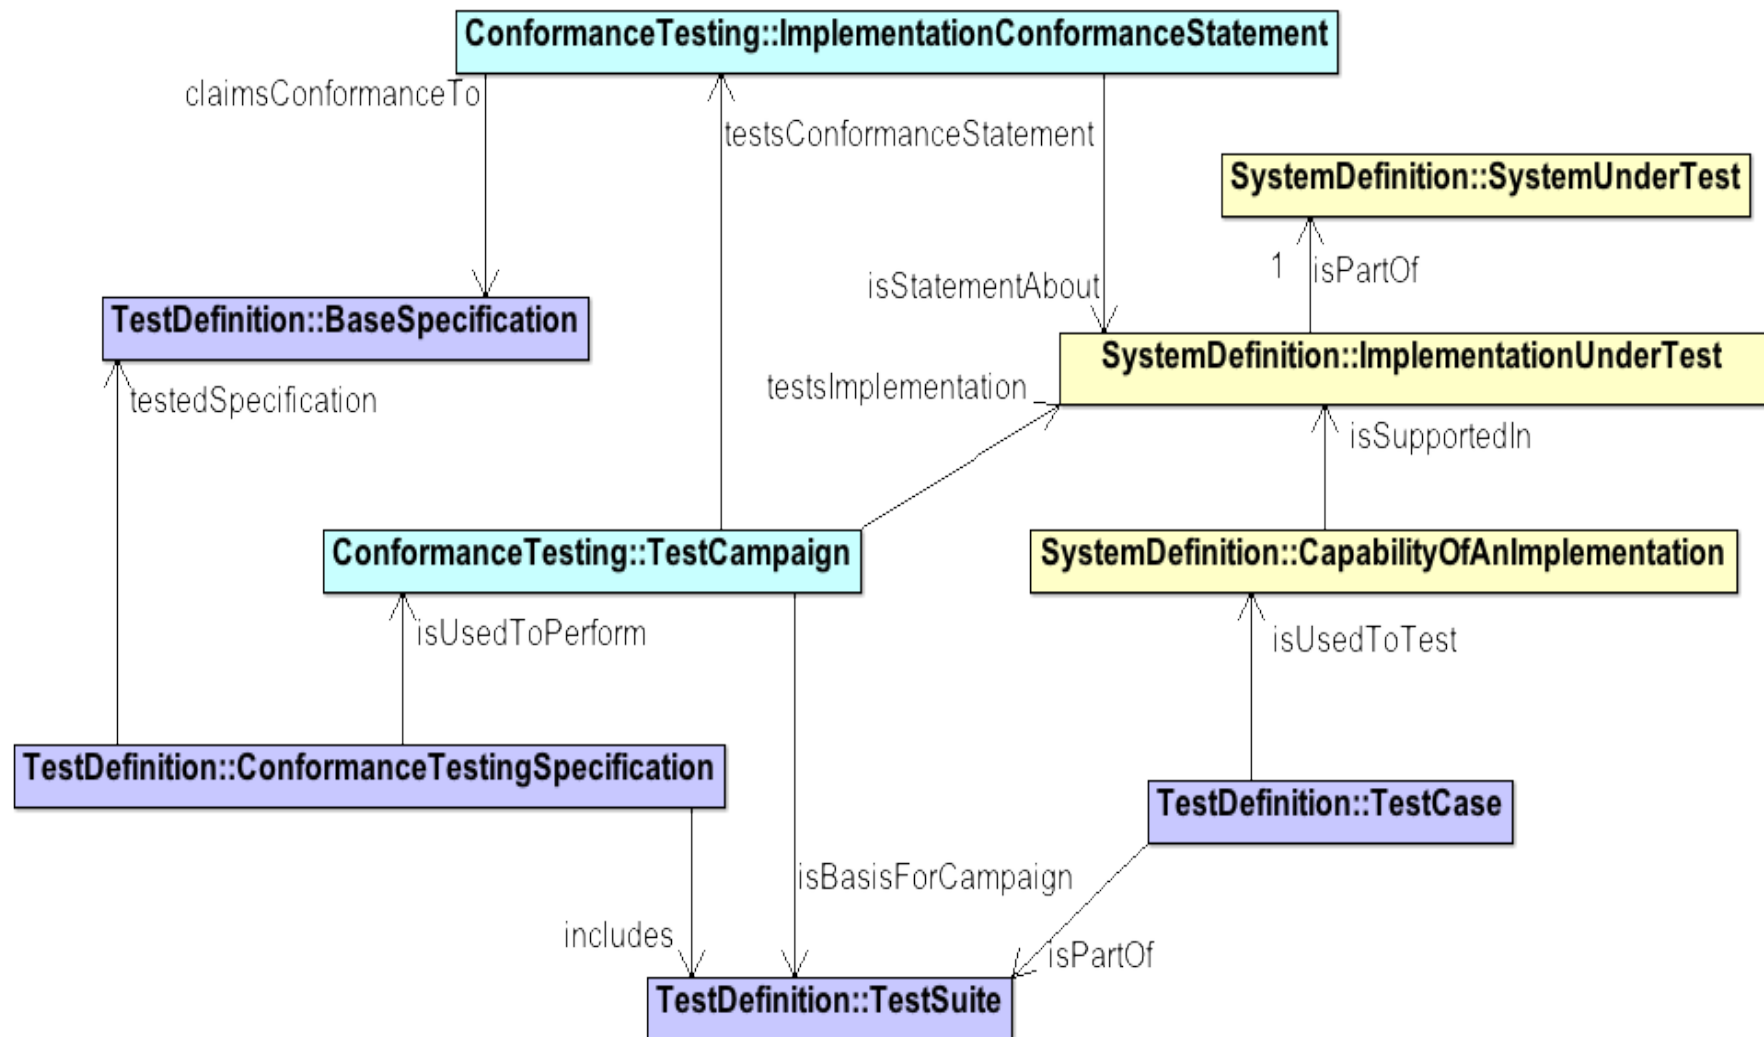 ConformanceTesting::ImplementationConformanceStatement
claimsConformanceTo
testsConformanceStatement
SystemDefinition::SystemUnderTest
1
isPartOf
isStatementAbout
TestDefinition::BaseSpecification
SystemDefinition::ImplementationUnderTest
testsImplementation
testedSpecification
isSupportedIn
ConformanceTesting::TestCampaign
SystemDefinition::CapabilityOfAnImplementation
isUsedToPerform
isUsedToTest
TestDefinition::ConformanceTestingSpecification
TestDefinition::TestCase
isBasisForCampaign
includes
isPartOf
TestDefinition::TestSuite